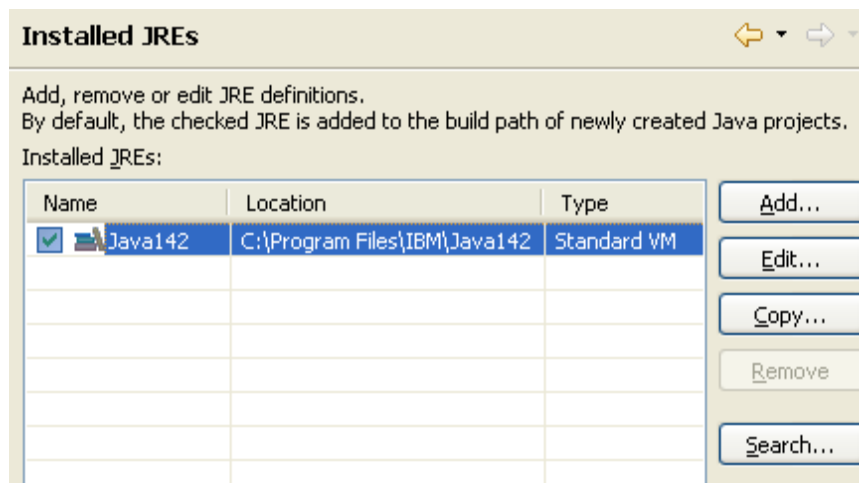 Installed JREs
Add, remove or edit JRE definitions.
By default, the checked JRE is added to the build path of newly created Java projects.
Installed JREs:
Name Location Type
Java142 C:\Program Files\IBM\Java142 Standard VM
Add...
Edit...
Copy...
Remove
Search...